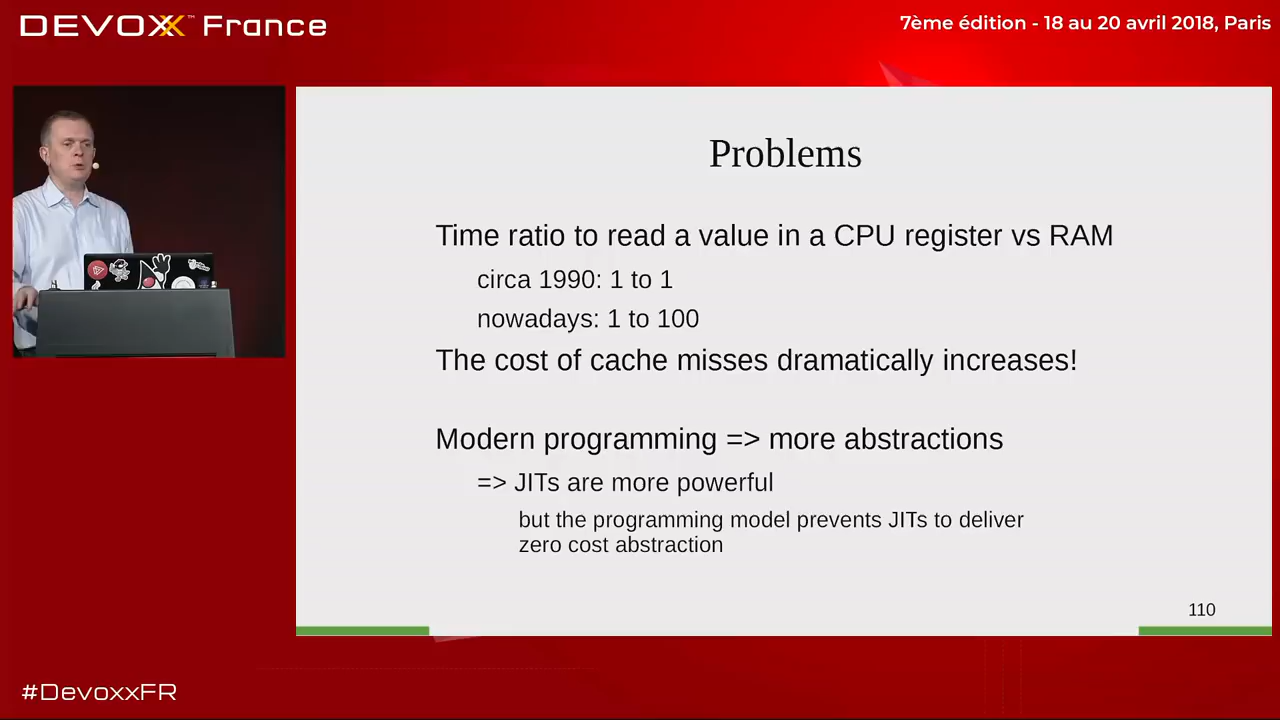 DEVOXX™ France
7ème édition - 18 au 20 avril 2018, Paris
Problems
Time ratio to read a value in a CPU register vs RAM
circa 1990: 1 to 1
nowadays: 1 to 100
The cost of cache misses dramatically increases!
Modern programming => more abstractions
=> JITs are more powerful
but the programming model prevents JITs to deliver
zero cost abstraction
110
#DevoxxFR